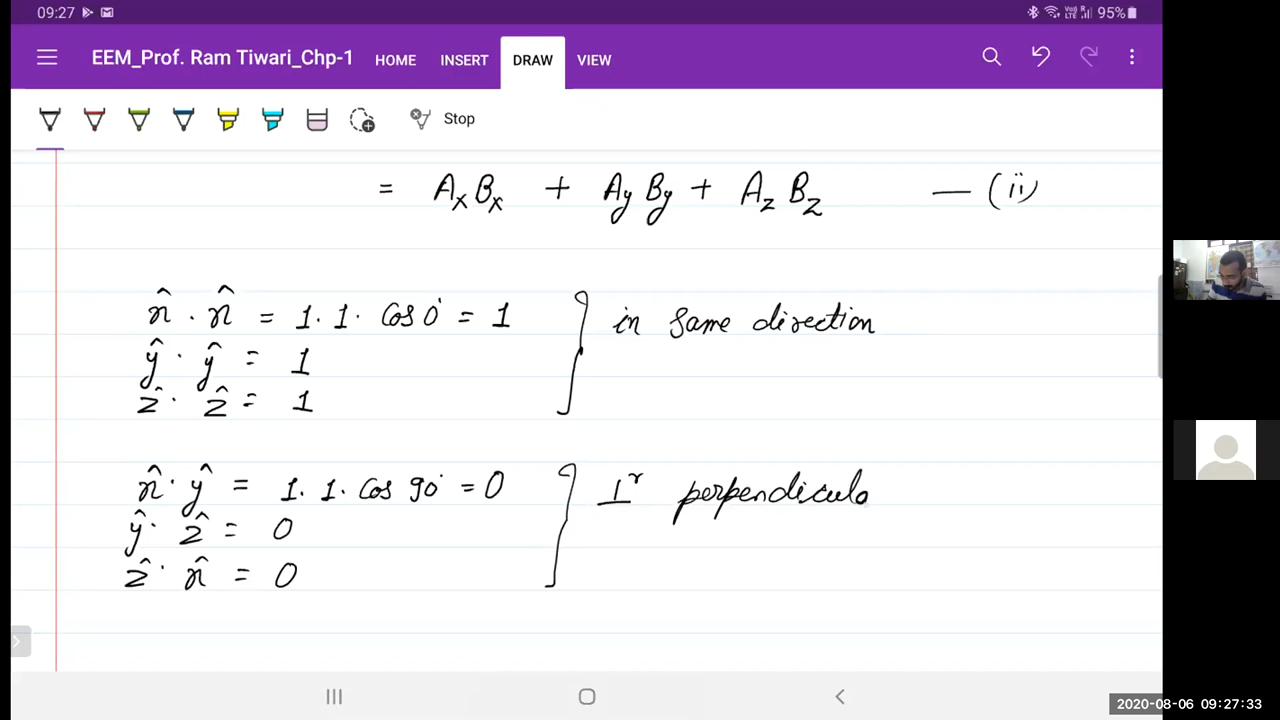 09:27 95%
EEM_Prof. Ram Tiwari_Chp-1 HOME INSERT DRAW VIEW
Stop
= AₓBₓ + AyBy + AzBz — (ii)
x̂ · x̂ = 1·1· Cos 0° = 1 in same direction
ŷ · ŷ = 1
ẑ · ẑ = 1
x̂ · ŷ = 1·1· Cos 90° = 0 ⊥ʳ perpendicula
ŷ · ẑ = 0
ẑ · x̂ = 0
2020-08-06 09:27:33